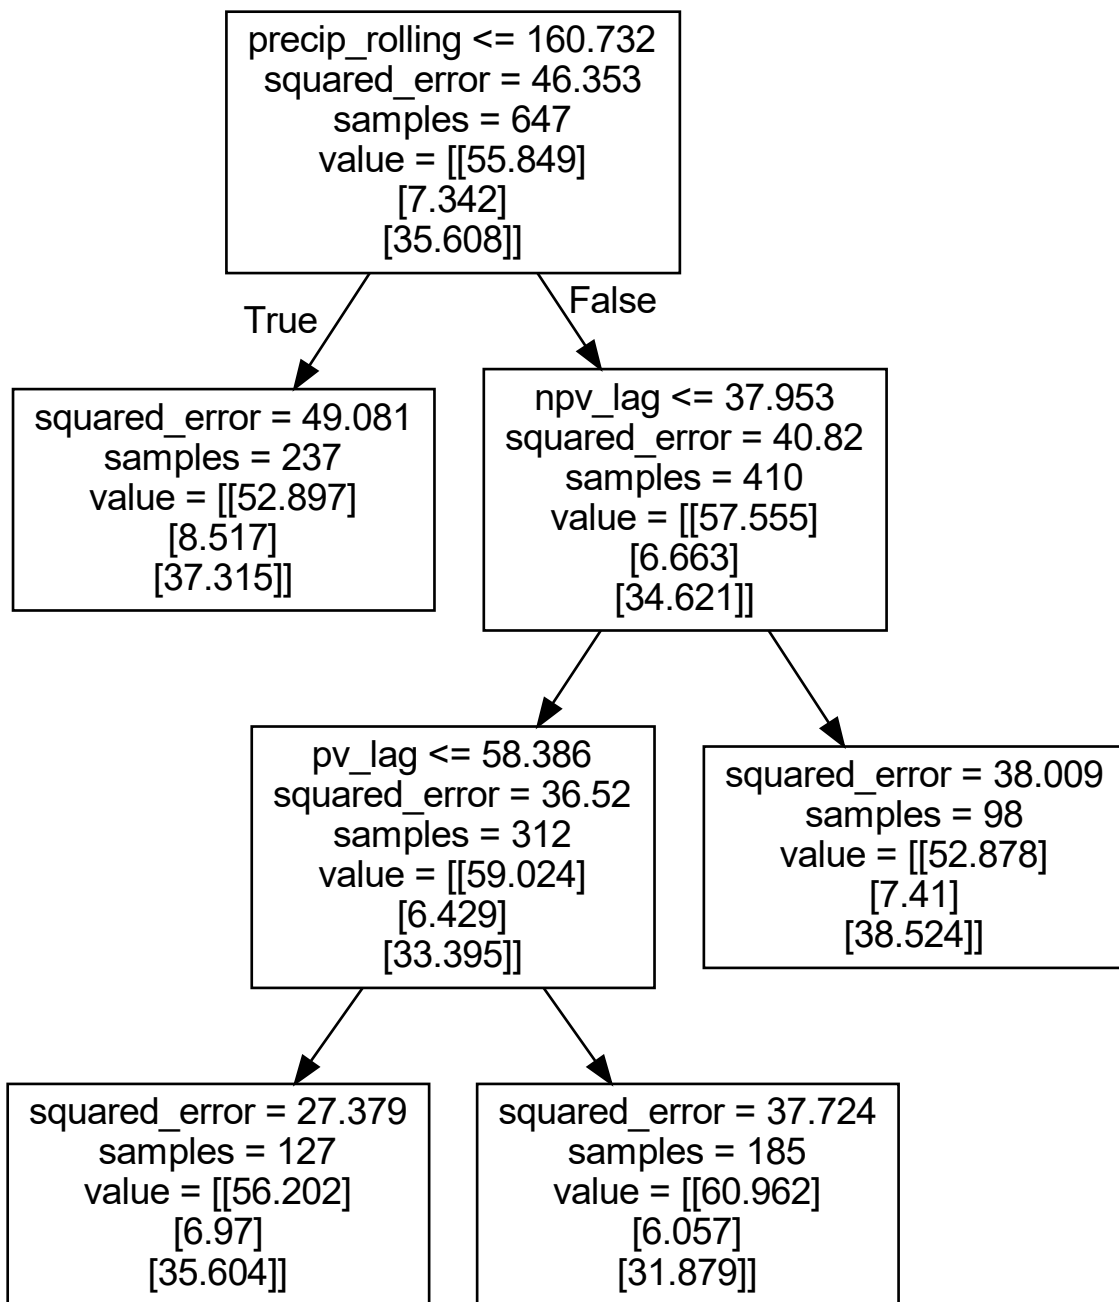 precip_rolling <= 160.732
squared_error = 46.353
samples = 647
value = [[55.849]
[7.342]
[35.608]]
True
False
squared_error = 49.081
samples = 237
value = [[52.897]
[8.517]
[37.315]]
npv_lag <= 37.953
squared_error = 40.82
samples = 410
value = [[57.555]
[6.663]
[34.621]]
pv_lag <= 58.386
squared_error = 36.52
samples = 312
value = [[59.024]
[6.429]
[33.395]]
squared_error = 38.009
samples = 98
value = [[52.878]
[7.41]
[38.524]]
squared_error = 27.379
samples = 127
value = [[56.202]
[6.97]
[35.604]]
squared_error = 37.724
samples = 185
value = [[60.962]
[6.057]
[31.879]]